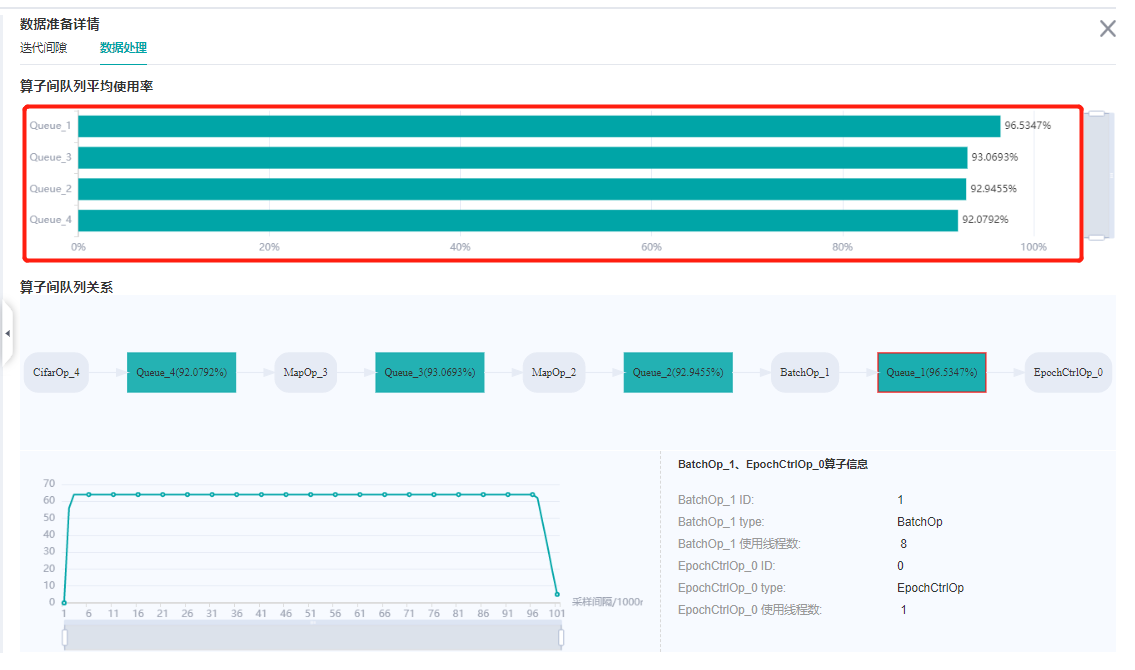 数据准备详情
迭代间隙 数据处理
算子间队列平均使用率
Queue_1 96.5347%
Queue_3 93.0693%
Queue_2 92.9455%
Queue_4 92.0792%
0% 20% 40% 60% 80% 100%
算子间队列关系
CifarOp_4 Queue_4(92.0792%) MapOp_3 Queue_3(93.0693%) MapOp_2 Queue_2(92.9455%) BatchOp_1 Queue_1(96.5347%) EpochCtrlOp_0
70
60
50
40
30
20
10
0
1 6 11 16 21 26 31 36 41 46 51 56 61 66 71 76 81 86 91 96 101
采样间隔/1000r
BatchOp_1、EpochCtrlOp_0算子信息
BatchOp_1 ID: 1
BatchOp_1 type: BatchOp
BatchOp_1 使用线程数: 8
EpochCtrlOp_0 ID: 0
EpochCtrlOp_0 type: EpochCtrlOp
EpochCtrlOp_0 使用线程数: 1